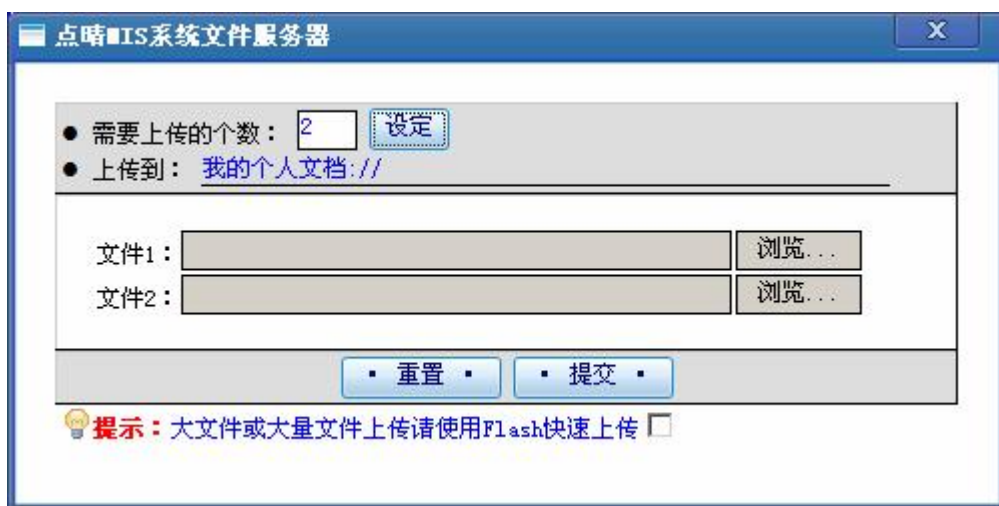 点晴MIS系统文件服务器 X
● 需要上传的个数： 2 设定
● 上传到： 我的个人文档://
文件1： 浏览...
文件2： 浏览...
· 重置 · · 提交 ·
提示：大文件或大量文件上传请使用Flash快速上传